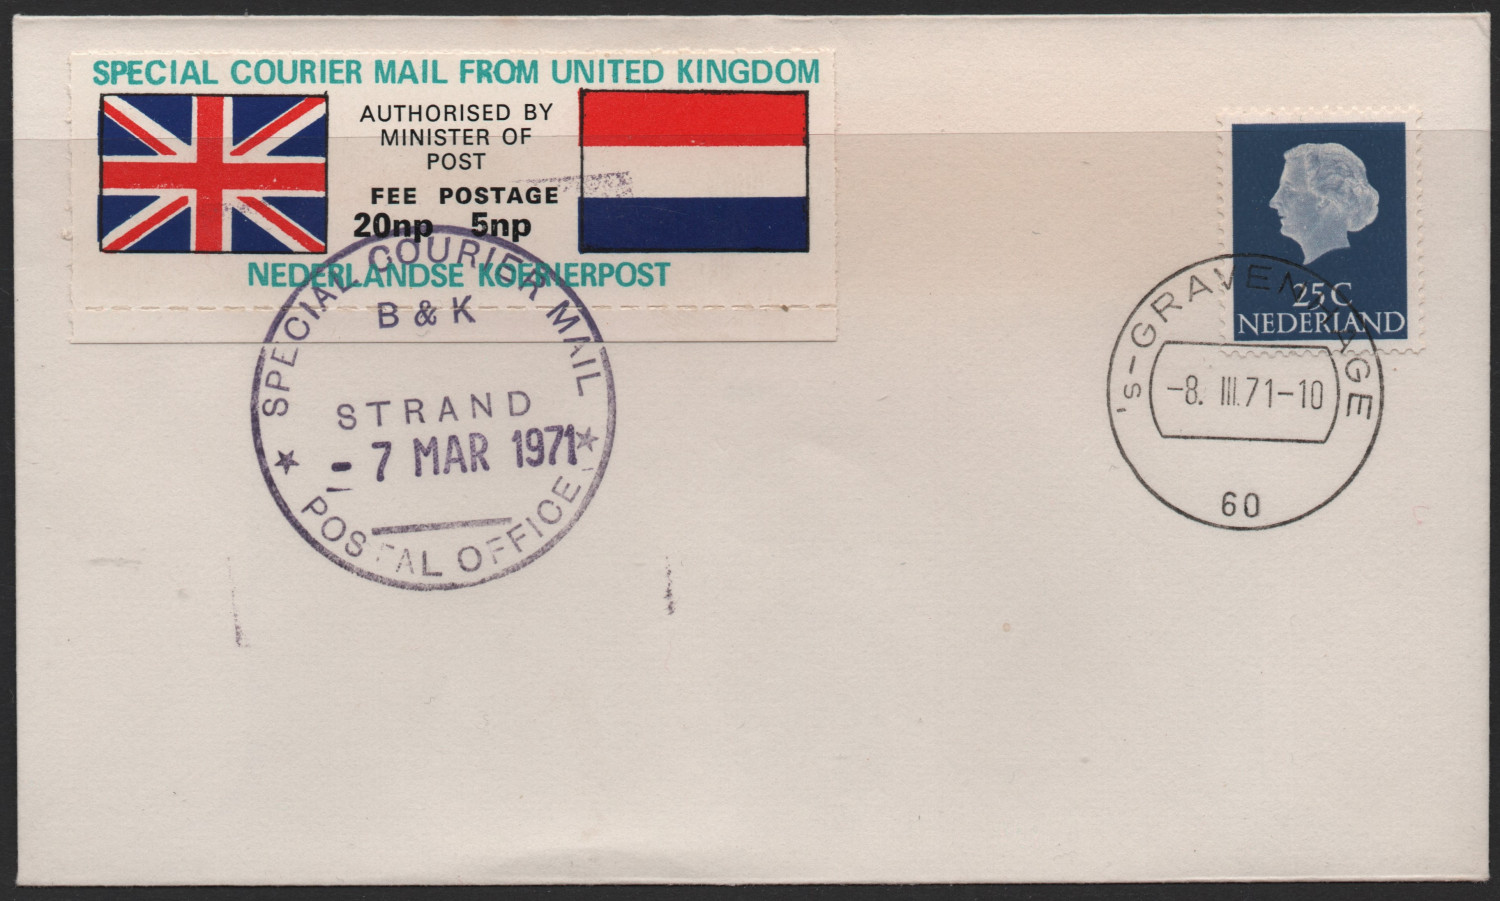 SPECIAL COURIER MAIL FROM UNITED KINGDOM
AUTHORISED BY
MINISTER OF
POST
FEE POSTAGE
20np 5np
NEDERLANDSE KOERIERPOST
SPECIAL COURIER MAIL
B & K
STRAND
- 7 MAR 1971
POSTAL OFFICE
25C
NEDERLAND
's-GRAVENHAGE
-8. III.71-10
60